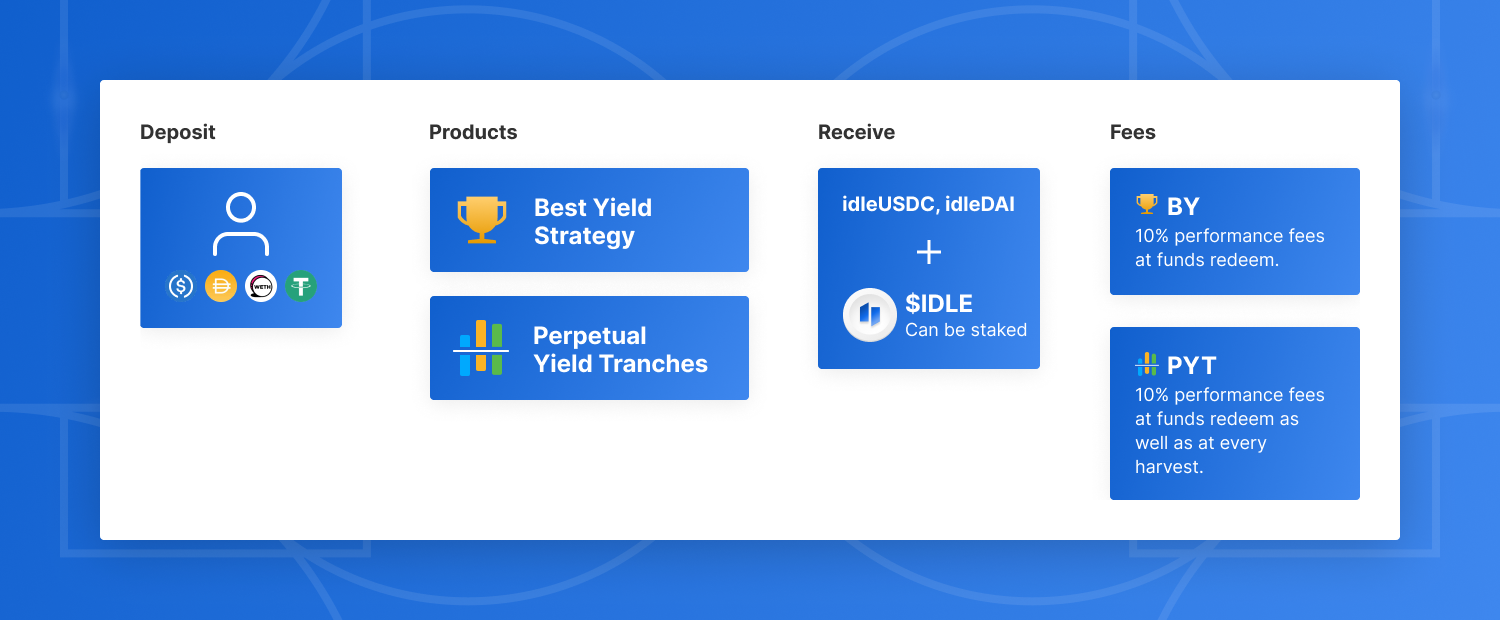 Deposit
WETH
Products
Best Yield
Strategy
Perpetual
Yield Tranches
Receive
idleUSDC, idleDAI
+
$IDLE
Can be staked
Fees
BY
10% performance fees
at funds redeem.
PYT
10% performance fees
at funds redeem as
well as at every
harvest.